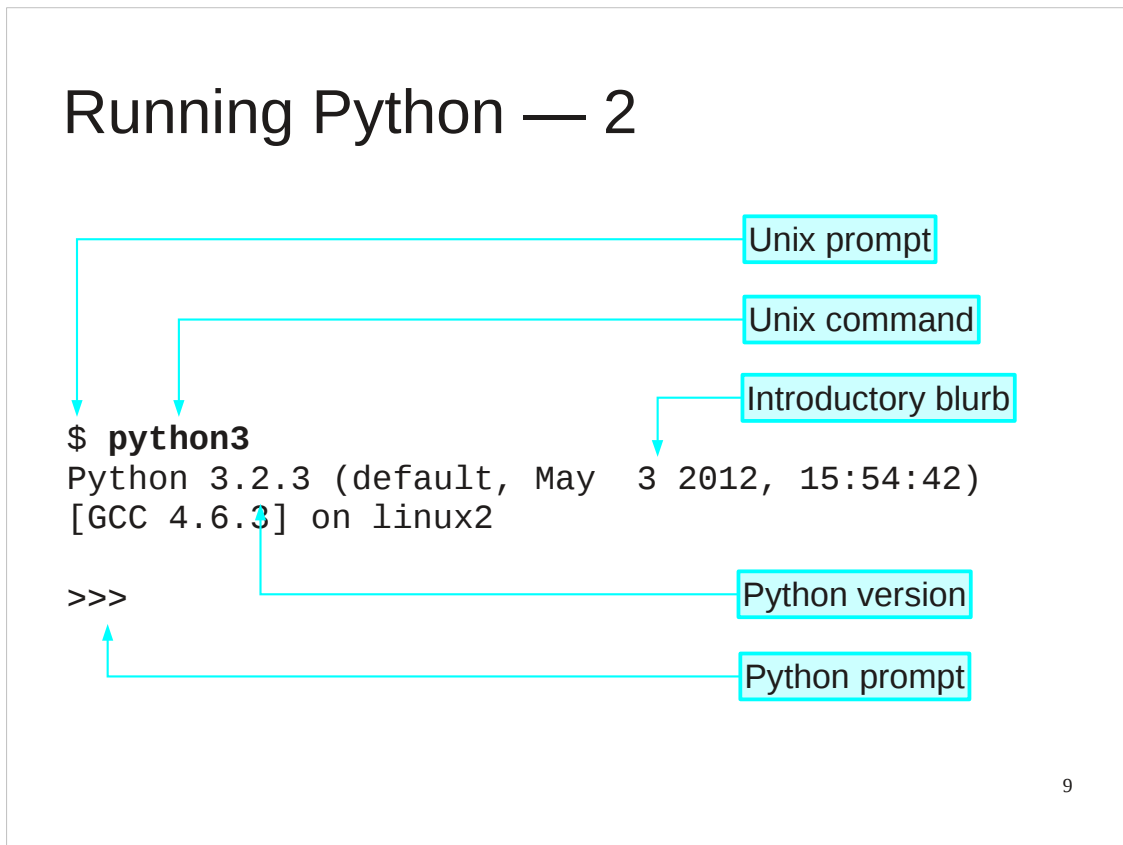 Running Python — 2
Unix prompt
Unix command
Introductory blurb
$ python3
Python 3.2.3 (default, May  3 2012, 15:54:42)
[GCC 4.6.3] on linux2
>>>
Python version
Python prompt
9